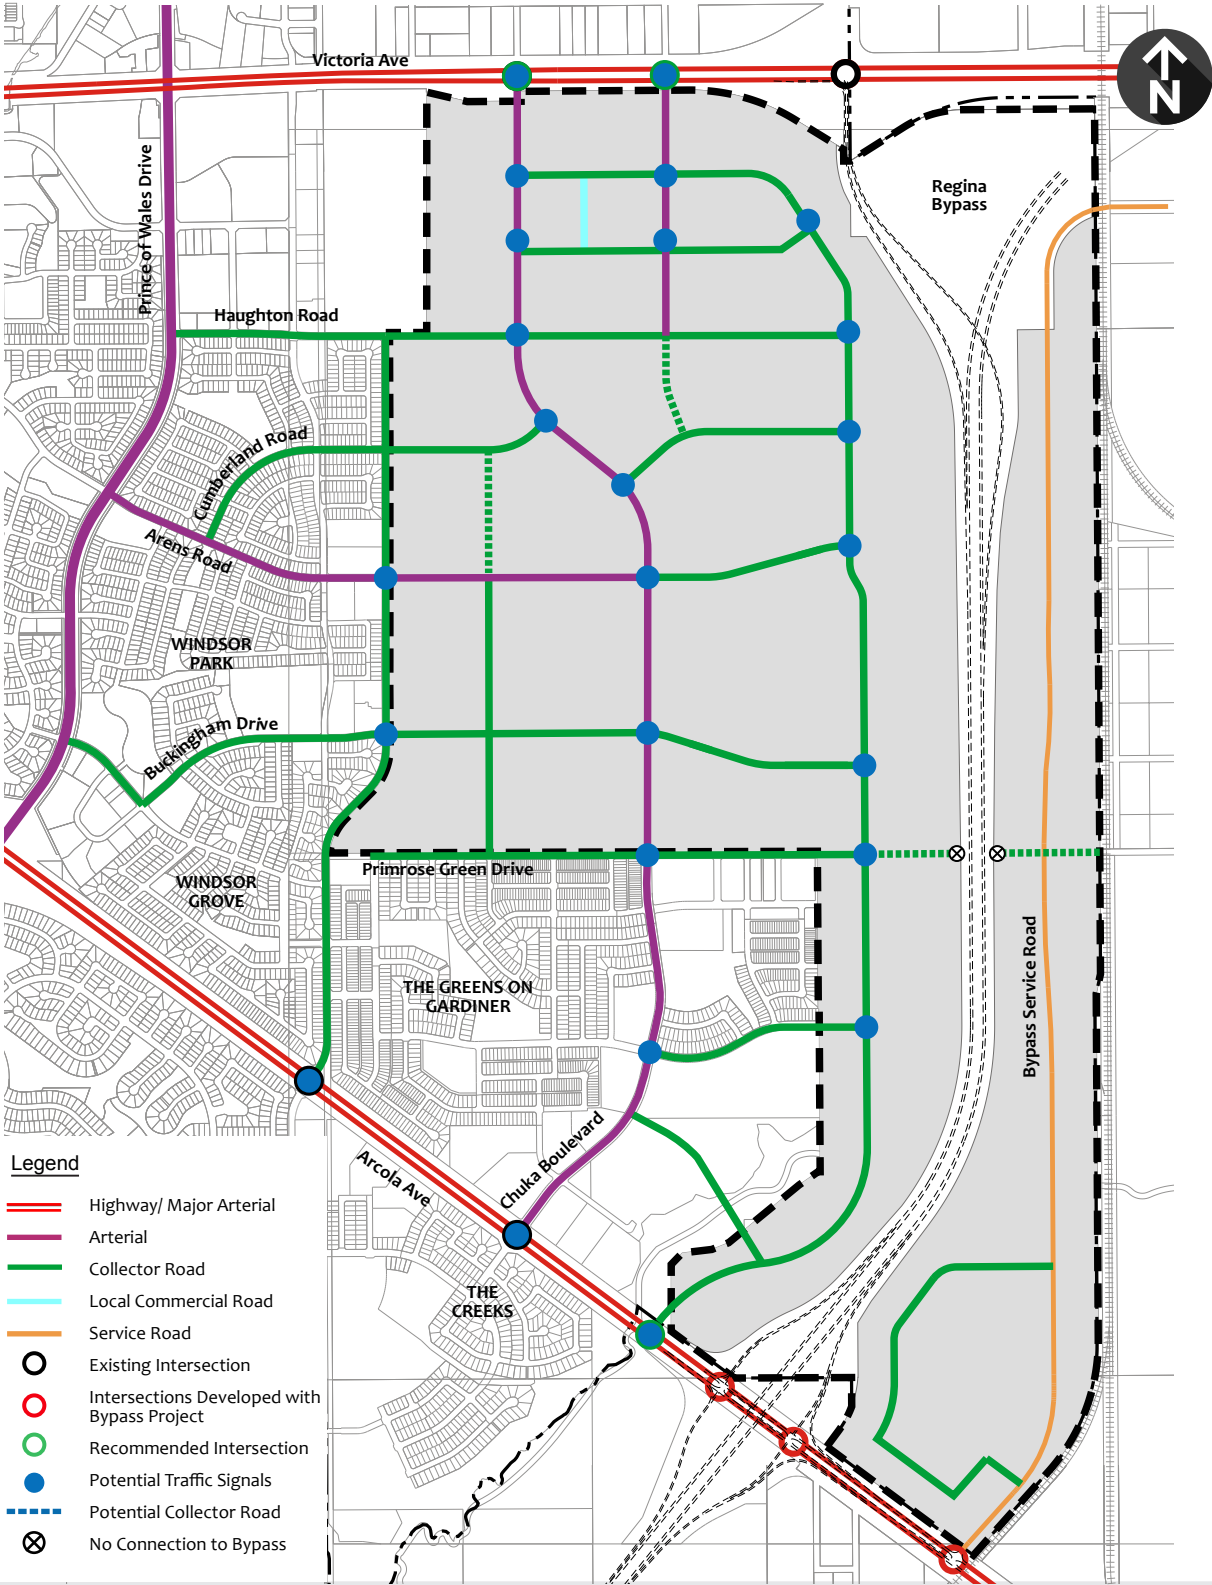 Victoria Ave
N
Prince of Wales Drive
Regina
Bypass
Haughton Road
Cumberland Road
Arens Road
WINDSOR
PARK
Buckingham Drive
Primrose Green Drive
WINDSOR
GROVE
THE GREENS ON
GARDINER
Bypass Service Road
Chuka Boulevard
Arcola Ave
THE
CREEKS
Legend
Highway/ Major Arterial
Arterial
Collector Road
Local Commercial Road
Service Road
Existing Intersection
Intersections Developed with
Bypass Project
Recommended Intersection
Potential Traffic Signals
Potential Collector Road
No Connection to Bypass